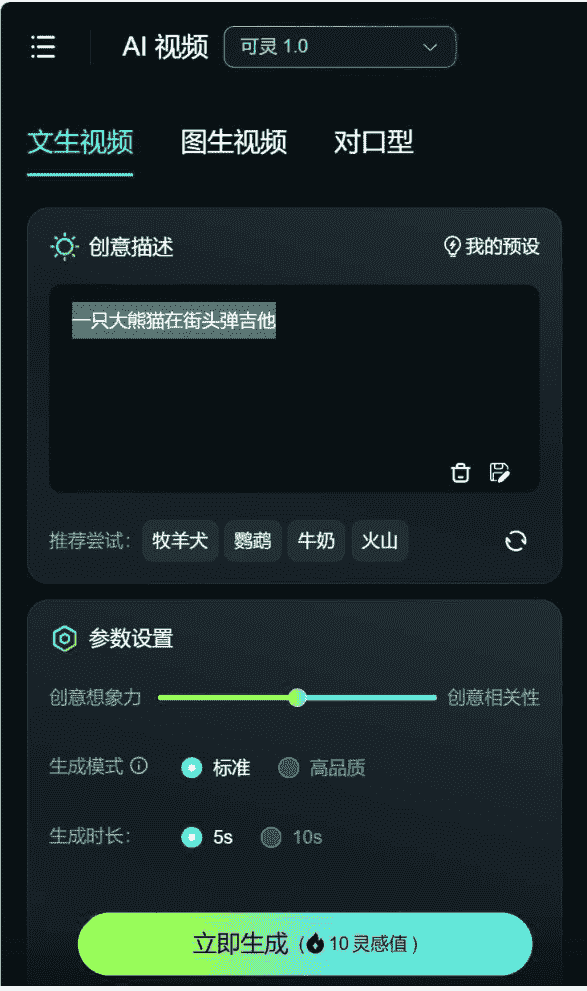 AI 视频 可灵 1.0
文生视频 图生视频 对口型
创意描述 我的预设
一只大熊猫在街头弹吉他
推荐尝试: 牧羊犬 鹦鹉 牛奶 火山
参数设置
创意想象力 创意相关性
生成模式 标准 高品质
生成时长: 5s 10s
立即生成 (10 灵感值)